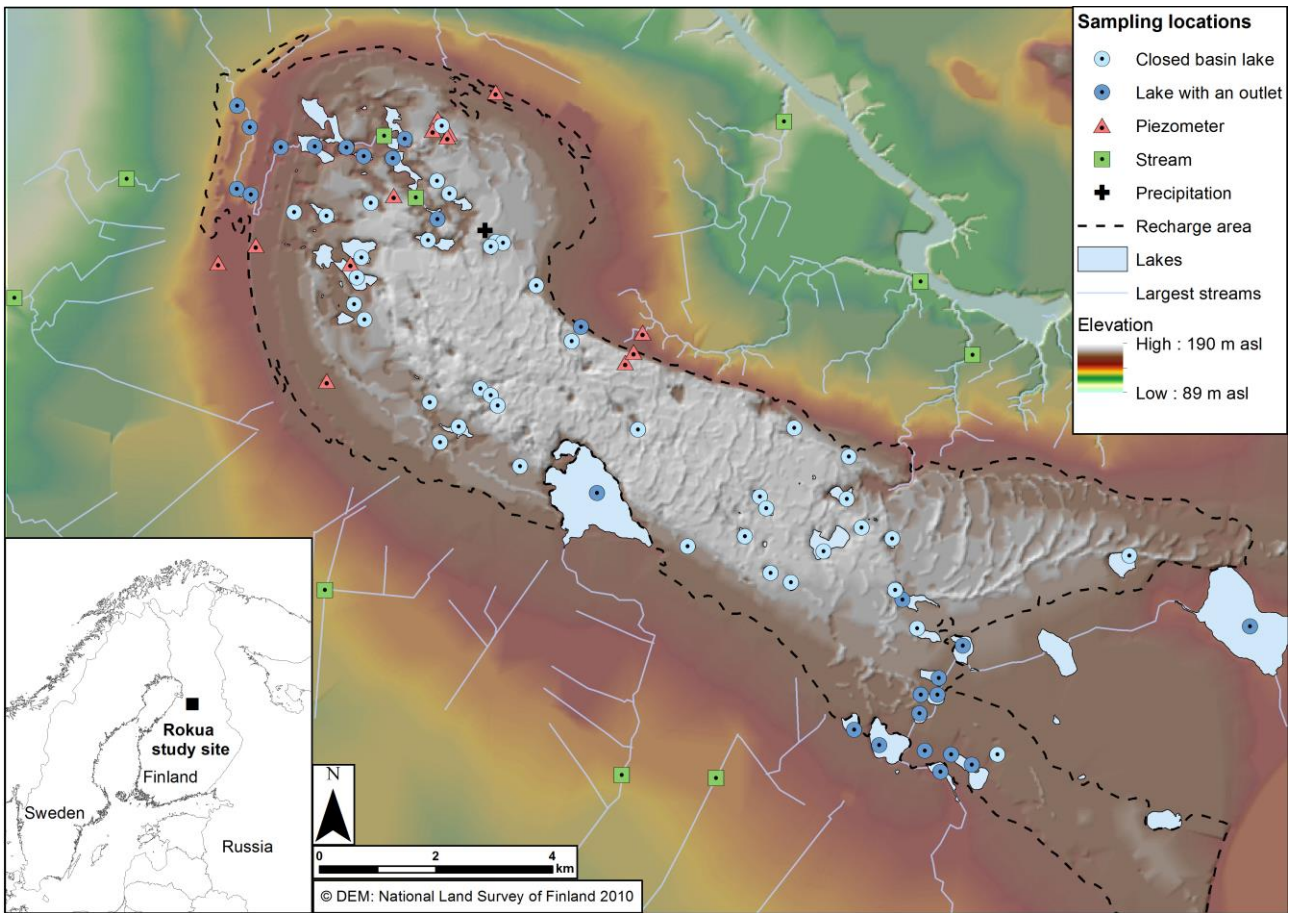 Sampling locations
Closed basin lake
Lake with an outlet
Piezometer
Stream
Precipitation
Recharge area
Lakes
Largest streams
Elevation
High : 190 m asl
Low : 89 m asl
Rokua
study site
Finland
Sweden
Russia
N
0 2 4
km
© DEM: National Land Survey of Finland 2010